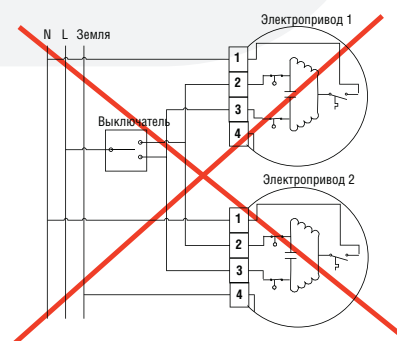 Электропривод 1
N L Земля
1
2
3
4
Выключатель
Электропривод 2
1
2
3
4